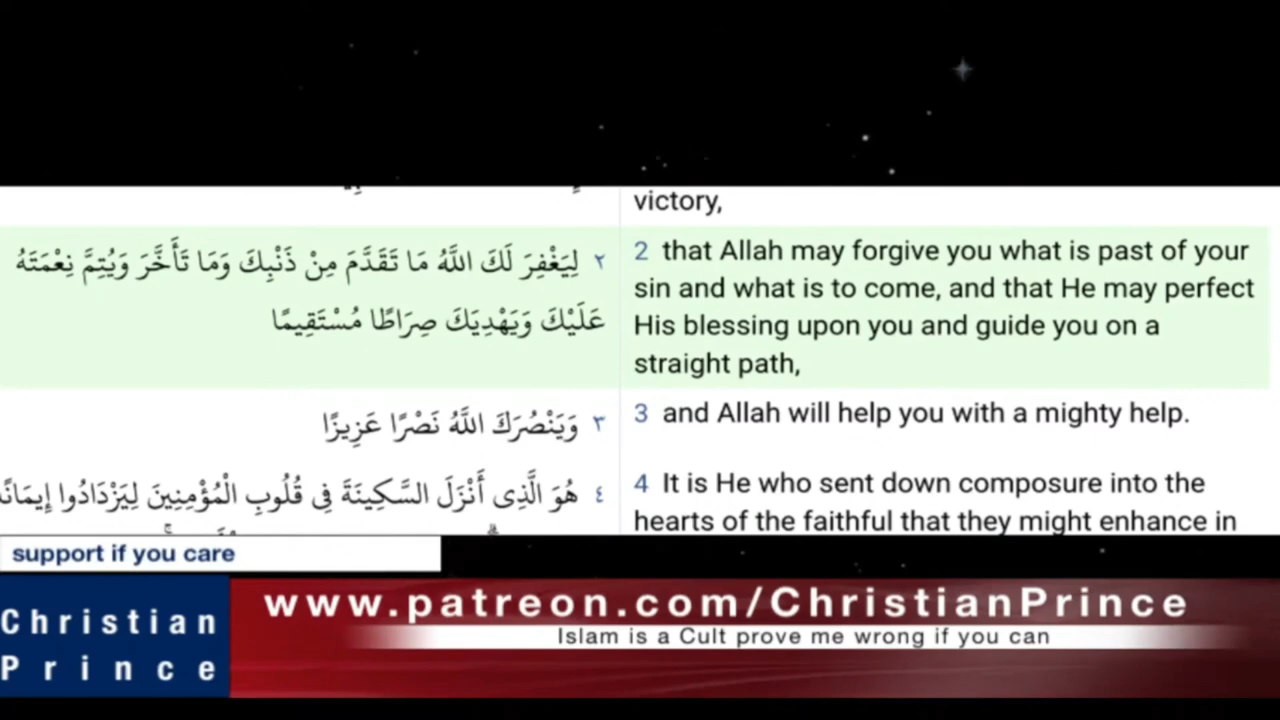 victory,
٢ لِيَغْفِرَ لَكَ اللَّهُ مَا تَقَدَّمَ مِنْ ذَنْبِكَ وَمَا تَأَخَّرَ وَيُتِمَّ نِعْمَتَهُ
عَلَيْكَ وَيَهْدِيَكَ صِرَاطًا مُسْتَقِيمًا
2 that Allah may forgive you what is past of your
sin and what is to come, and that He may perfect
His blessing upon you and guide you on a
straight path,
٣ وَيَنْصُرَكَ اللَّهُ نَصْرًا عَزِيزًا
3 and Allah will help you with a mighty help.
٤ هُوَ الَّذِي أَنْزَلَ السَّكِينَةَ فِي قُلُوبِ الْمُؤْمِنِينَ لِيَزْدَادُوا
4 It is He who sent down composure into the
hearts of the faithful that they might enhance in
support if you care
Christian
Prince
www.patreon.com/ChristianPrince
Islam is a Cult prove me wrong if you can